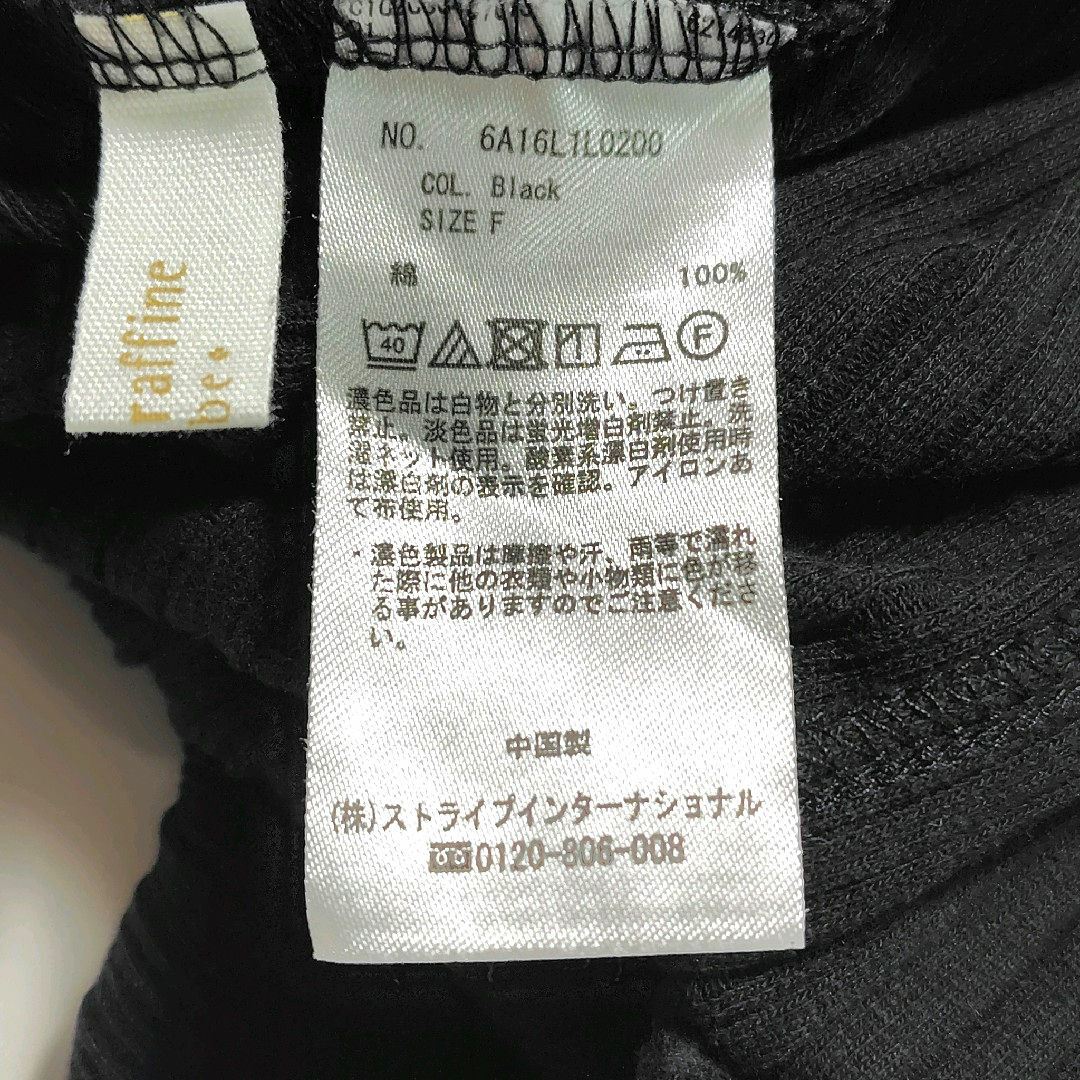 raffine
be
NO. 6A16L1L0200
COL. Black
SIZE F
綿 100%
40
F
濃色品は白物と分別洗い。つけ置き
禁止。淡色品は蛍光増白剤禁止。洗
濯ネット使用。酸素系漂白剤使用時
は漂白剤の表示を確認。アイロンあ
て布使用。
・濃色製品は摩擦や汗、雨等で濡れ
た際に他の衣類や小物類に色が移
る事がありますのでご注意くださ
い。
中国製
(株)ストライプインターナショナル
0120-806-008